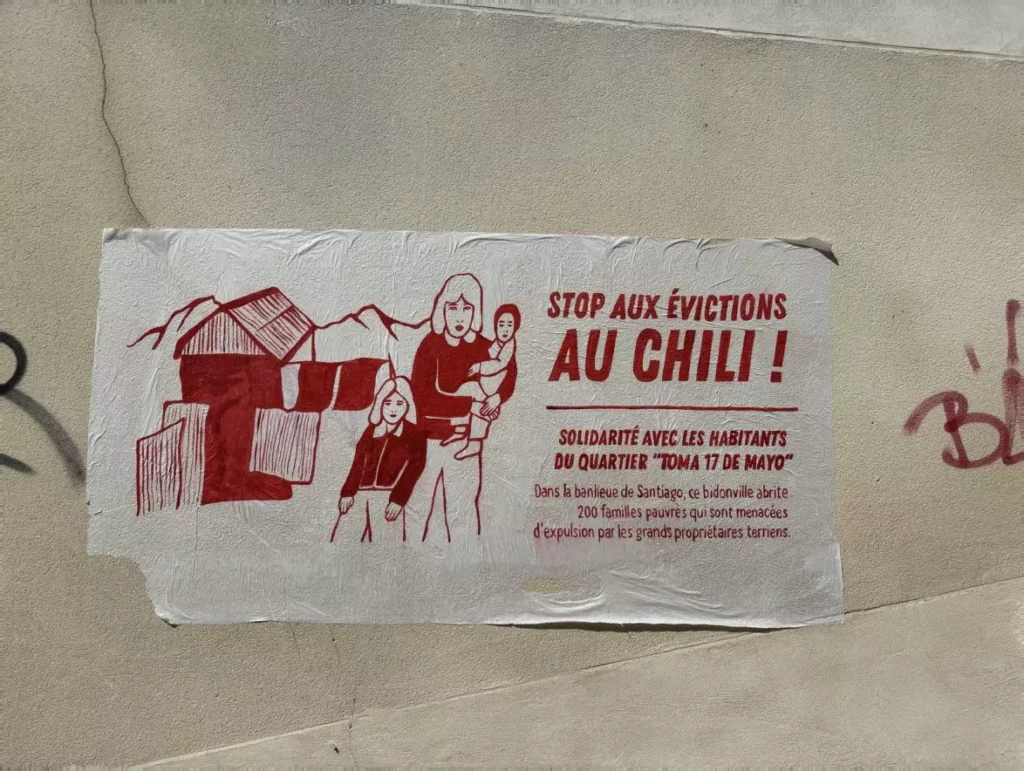 STOP AUX ÉVICTIONS
AU CHILI !
SOLIDARITÉ AVEC LES HABITANTS
DU QUARTIER "TOMA 17 DE MAYO"
Dans la banlieue de Santiago, ce bidonville abrite
200 familles pauvres qui sont menacées
d'expulsion par les grands propriétaires terriens.